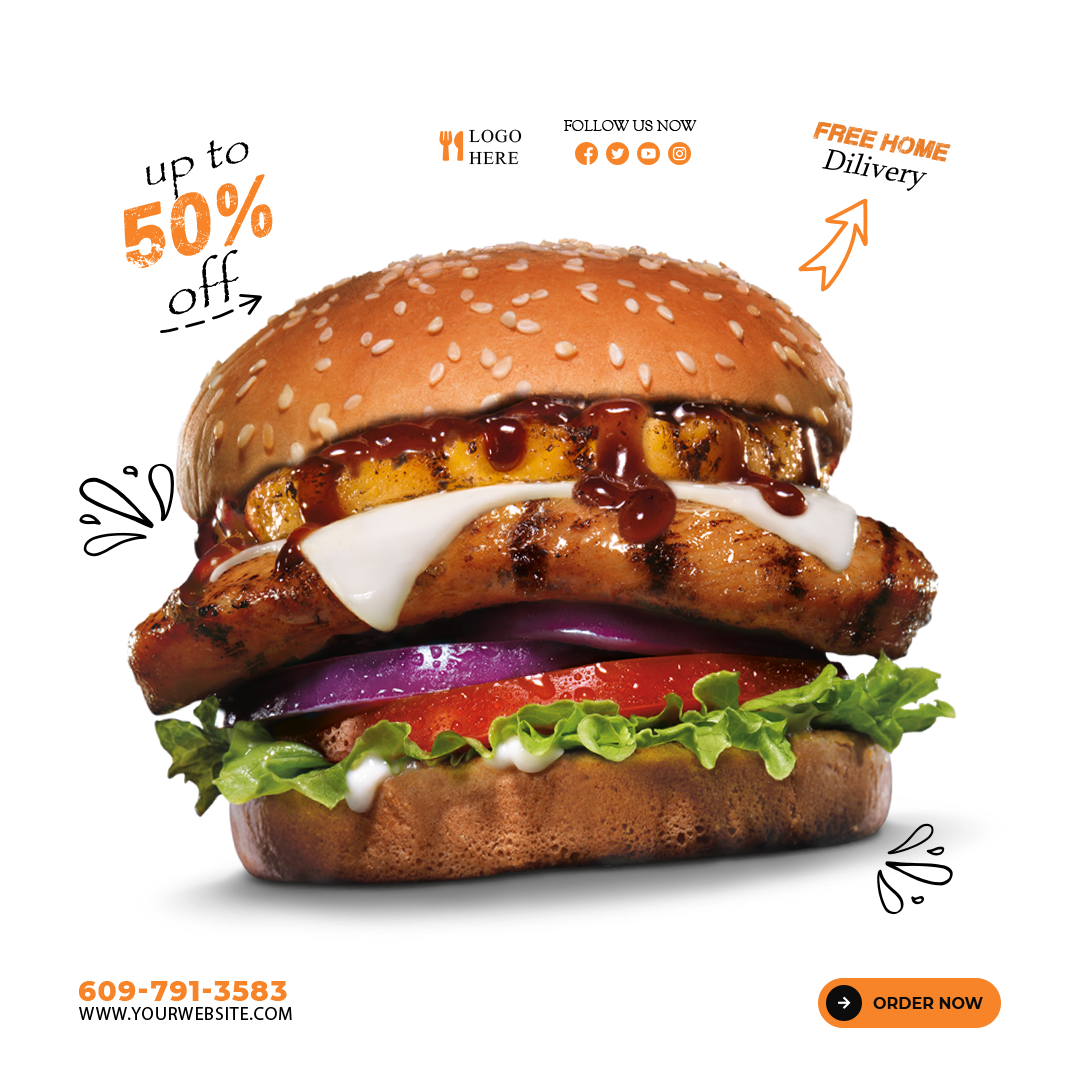 up to
50%
off
LOGO
HERE
FOLLOW US NOW
FREE HOME
Dilivery
609-791-3583
WWW.YOURWEBSITE.COM
ORDER NOW